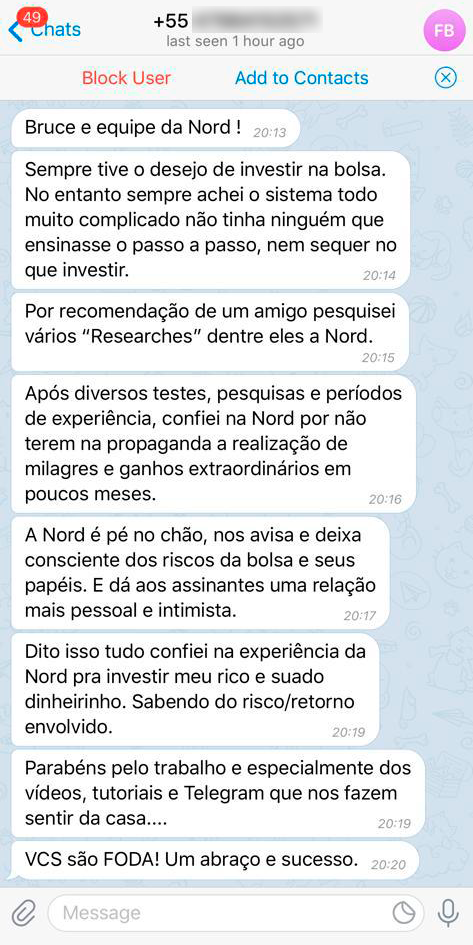 49
Chats
+55
last seen 1 hour ago
FB
Block User
Add to Contacts
Bruce e equipe da Nord ! 20:13
Sempre tive o desejo de investir na bolsa.
No entanto sempre achei o sistema todo
muito complicado não tinha ninguém que
ensinasse o passo a passo, nem sequer no
que investir. 20:14
Por recomendação de um amigo pesquisei
vários “Researches” dentre eles a Nord.
20:15
Após diversos testes, pesquisas e períodos
de experiência, confiei na Nord por não
terem na propaganda a realização de
milagres e ganhos extraordinários em
poucos meses. 20:16
A Nord é pé no chão, nos avisa e deixa
consciente dos riscos da bolsa e seus
papéis. E dá aos assinantes uma relação
mais pessoal e intimista. 20:17
Dito isso tudo confiei na experiência da
Nord pra investir meu rico e suado
dinheirinho. Sabendo do risco/retorno
envolvido. 20:19
Parabéns pelo trabalho e especialmente dos
vídeos, tutoriais e Telegram que nos fazem
sentir da casa.... 20:19
VCS são FODA! Um abraço e sucesso. 20:20
Message